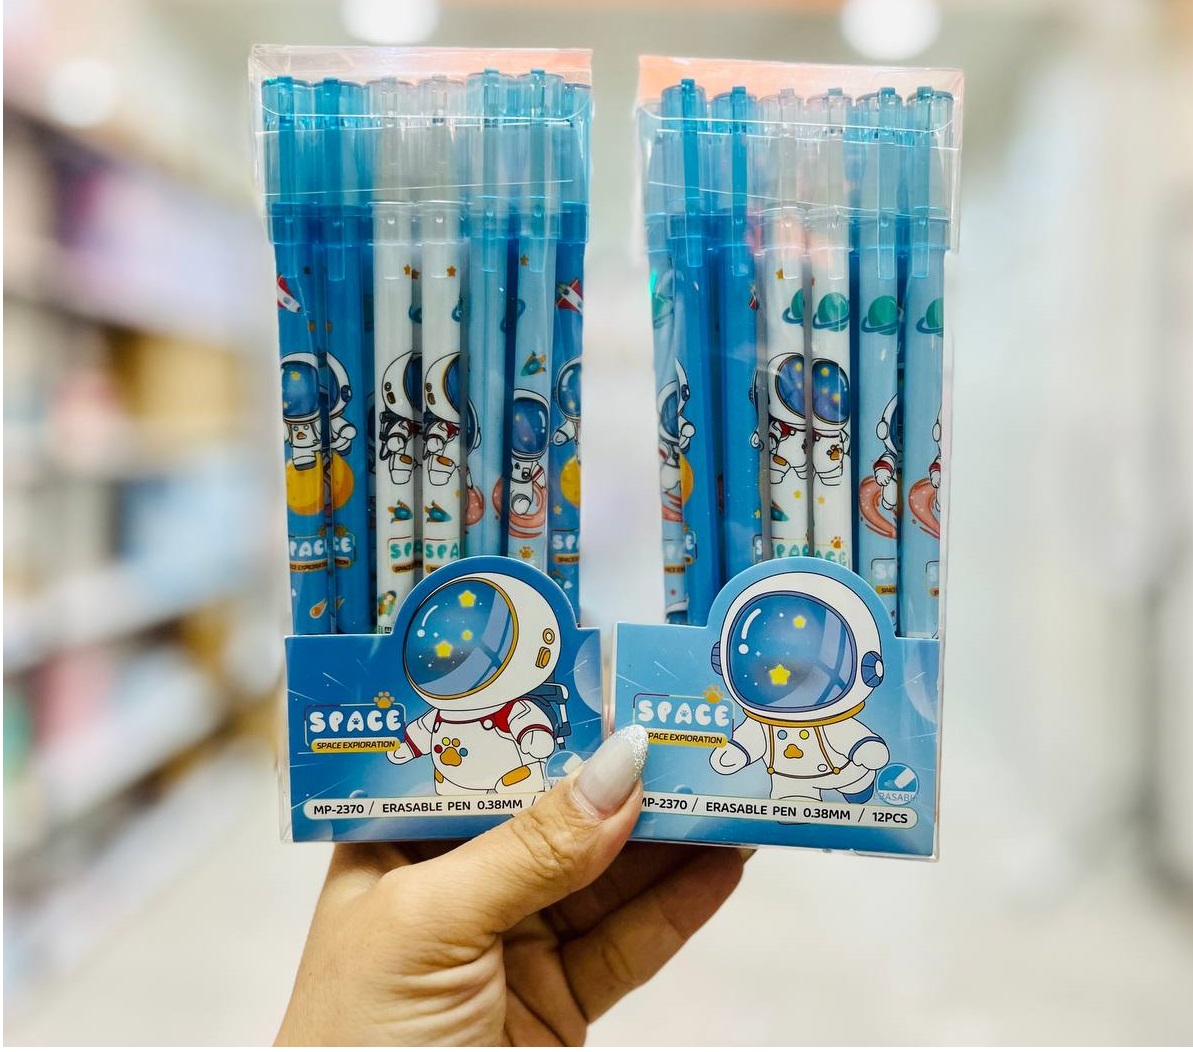 SPACE
SPACE EXPIORATION
MP-2370 / ERASABLE PEN 0.38MM /
SPACE
SPACE EXPIORATION
ERASABL
MP-2370 / ERASABLE PEN 0.38MM / 12PCS